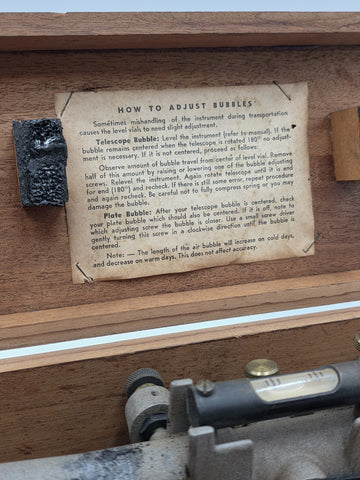 HOW TO ADJUST BUBBLES
Sometimes mishandling of the instrument during transportation
causes the level vials to need slight adjustment.
Telescope Bubble: Level the instrument (refer to manual). If the
bubble remains centered when the telescope is rotated 180° no adjust-
ment is necessary. If it is not centered, proceed as follows:
Observe amount of bubble travel from center of level vial. Remove
half of this amount by raising or lowering one of the bubble adjusting
screws. Relevel the instrument. Again rotate telescope until it is end
for end (180°) and recheck. If there is still some error, repeat procedure
and again recheck. Be careful not to fully compress spring or you may
damage the bubble.
Plate Bubble: After your telescope bubble is centered, check
your plate bubble which should also be centered. If it is off, note to
which adjusting screw the bubble is closer. Use a small screw driver
gently turning this screw in a clockwise direction until the bubble is
centered.
Note: — The length of the air bubble will increase on cold days,
and decrease on warm days. This does not affect accuracy.